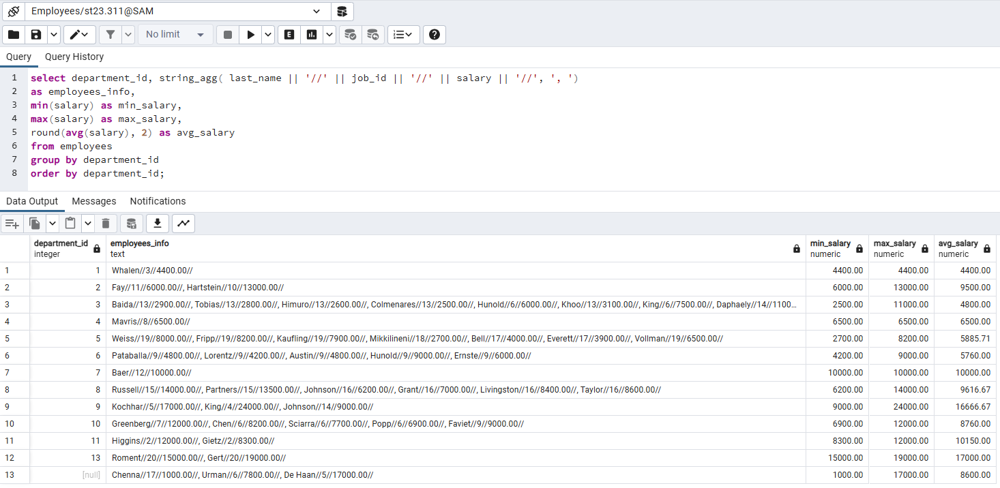 Employees/st23.311@SAM
No limit
E
Query Query History
1 select department_id, string_agg( last_name || '//' || job_id || '//' || salary || '//', ', ')
2 as employees_info,
3 min(salary) as min_salary,
4 max(salary) as max_salary,
5 round(avg(salary), 2) as avg_salary
6 from employees
7 group by department_id
8 order by department_id;
Data Output Messages Notifications
department_id employees_info min_salary max_salary avg_salary
integer text numeric numeric numeric
1 1 Whalen//3//4400.00// 4400.00 4400.00 4400.00
2 2 Fay//11//6000.00//, Hartstein//10//13000.00// 6000.00 13000.00 9500.00
3 3 Baida//13//2900.00//, Tobias//13//2800.00//, Himuro//13//2600.00//, Colmenares//13//2500.00//, Hunold//6//6000.00//, Khoo//13//3100.00//, King//6//7500.00//, Daphaely//14//1100... 2500.00 11000.00 4800.00
4 4 Mavris//8//6500.00// 6500.00 6500.00 6500.00
5 5 Weiss//19//8000.00//, Fripp//19//8200.00//, Kaufling//19//7900.00//, Mikkilineni//18//2700.00//, Bell//17//4000.00//, Everett//17//3900.00//, Vollman//19//6500.00// 2700.00 8200.00 5885.71
6 6 Pataballa//9//4800.00//, Lorentz//9//4200.00//, Austin//9//4800.00//, Hunold//9//9000.00//, Ernste//9//6000.00// 4200.00 9000.00 5760.00
7 7 Baer//12//10000.00// 10000.00 10000.00 10000.00
8 8 Russell//15//14000.00//, Partners//15//13500.00//, Johnson//16//6200.00//, Grant//16//7000.00//, Livingston//16//8400.00//, Taylor//16//8600.00// 6200.00 14000.00 9616.67
9 9 Kochhar//5//17000.00//, King//4//24000.00//, Johnson//14//9000.00// 9000.00 24000.00 16666.67
10 10 Greenberg//7//12000.00//, Chen//6//8200.00//, Sciarra//6//7700.00//, Popp//6//6900.00//, Faviet//9//9000.00// 6900.00 12000.00 8760.00
11 11 Higgins//2//12000.00//, Gietz//2//8300.00// 8300.00 12000.00 10150.00
12 13 Roment//20//15000.00//, Gert//20//19000.00// 15000.00 19000.00 17000.00
13 [null] Chenna//17//1000.00//, Urman//6//7800.00//, De Haan//5//17000.00// 1000.00 17000.00 8600.00